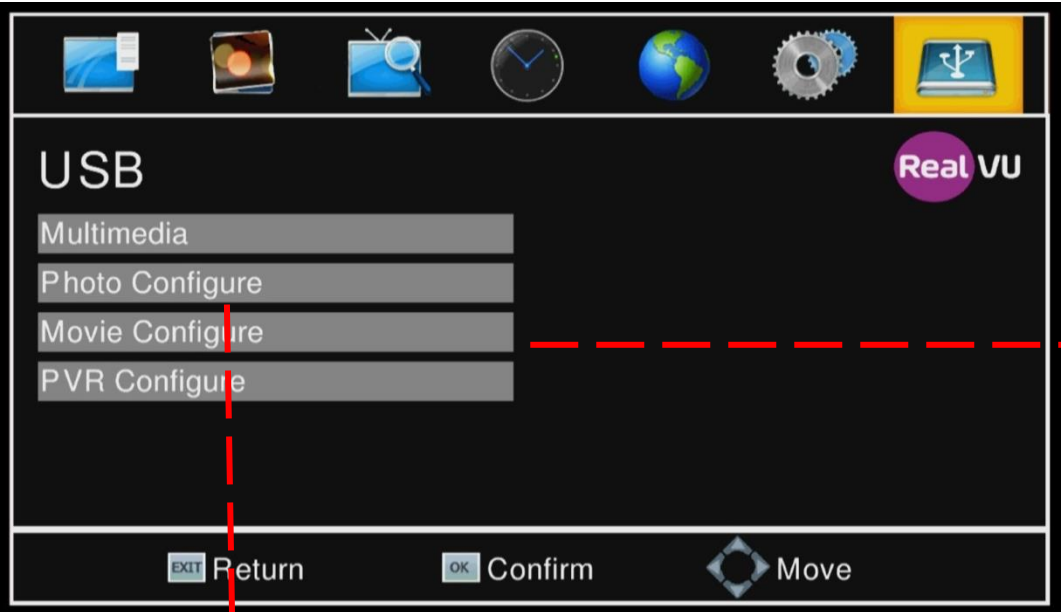 USB
Real VU
Multimedia
Photo Configure
Movie Configure
PVR Configure
EXIT Return OK Confirm Move